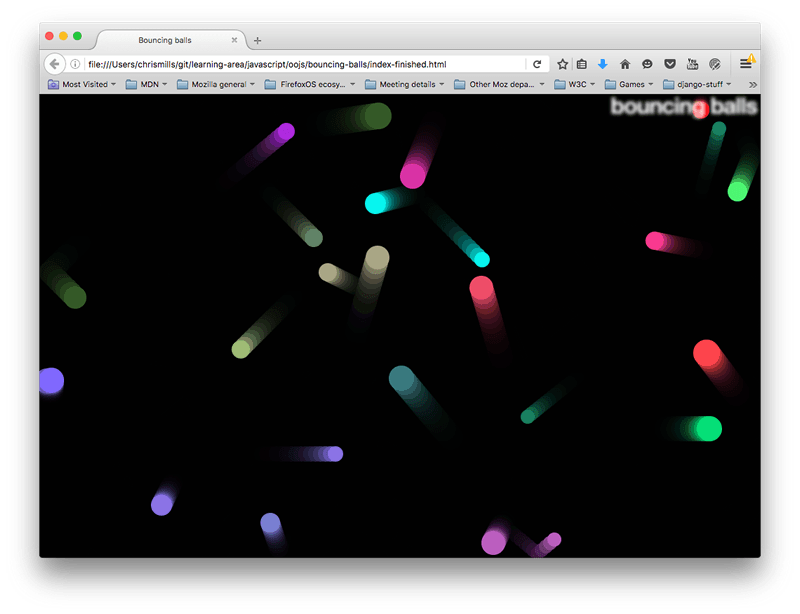 Bouncing balls
file:///Users/chrismills/git/learning-area/javascript/oojs/bouncing-balls/index-finished.html
Most Visited MDN Mozilla general FirefoxOS ecosy... Meeting details Other Moz depa... W3C Games django-stuff
bouncing balls